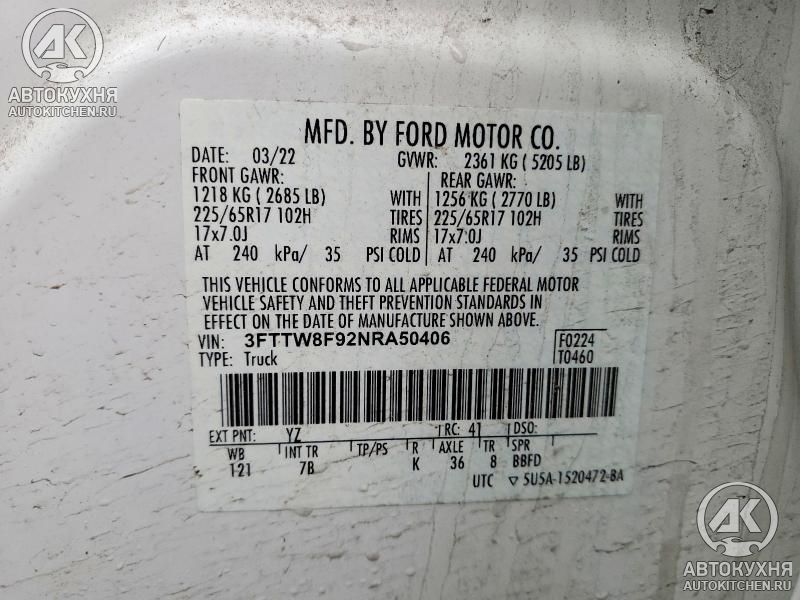 АК
АВТОКУХНЯ
AUTOKITCHEN.RU
MFD. BY FORD MOTOR CO.
DATE: 03/22 GVWR: 2361 KG ( 5205 LB)
FRONT GAWR: REAR GAWR:
1218 KG ( 2685 LB) WITH 1256 KG ( 2770 LB) WITH
225/65R17 102H TIRES 225/65R17 102H TIRES
17x7.0J RIMS 17x7.0J RIMS
AT 240 kPa/ 35 PSI COLD AT 240 kPa/ 35 PSI COLD
THIS VEHICLE CONFORMS TO ALL APPLICABLE FEDERAL MOTOR
VEHICLE SAFETY AND THEFT PREVENTION STANDARDS IN
EFFECT ON THE DATE OF MANUFACTURE SHOWN ABOVE.
VIN: 3FTTW8F92NRA50406 F0224
TYPE: Truck T0460
EXT PNT: YZ RC: 41 DSO:
WB INT TR TP/PS R AXLE TR SPR
121 7B K 36 8 BBFD
UTC ▽ 5U5A-1520472-BA
АК
АВТОКУХНЯ
AUTOKITCHEN.RU